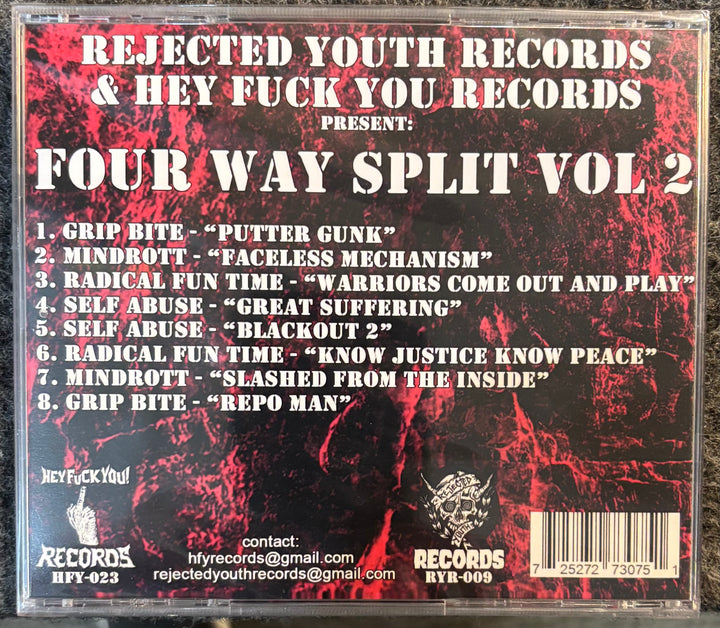 REJECTED YOUTH RECORDS
& HEY FUCK YOU RECORDS
PRESENT:
FOUR WAY SPLIT VOL 2
1. GRIP BITE - "PUTTER GUNK"
2. MINDROTT - "FACELESS MECHANISM"
3. RADICAL FUN TIME - "WARRIORS COME OUT AND PLAY"
4. SELF ABUSE - "GREAT SUFFERING"
5. SELF ABUSE - "BLACKOUT 2"
6. RADICAL FUN TIME - "KNOW JUSTICE KNOW PEACE"
7. MINDROTT - "SLASHED FROM THE INSIDE"
8. GRIP BITE - "REPO MAN"
HEY FUCK YOU!
RECORDS
HFY-023
contact:
hfyrecords@gmail.com
rejectedyouthrecords@gmail.com
REJECTED
YOUTH
RECORDS
RYR-009
7 25272 73075 1